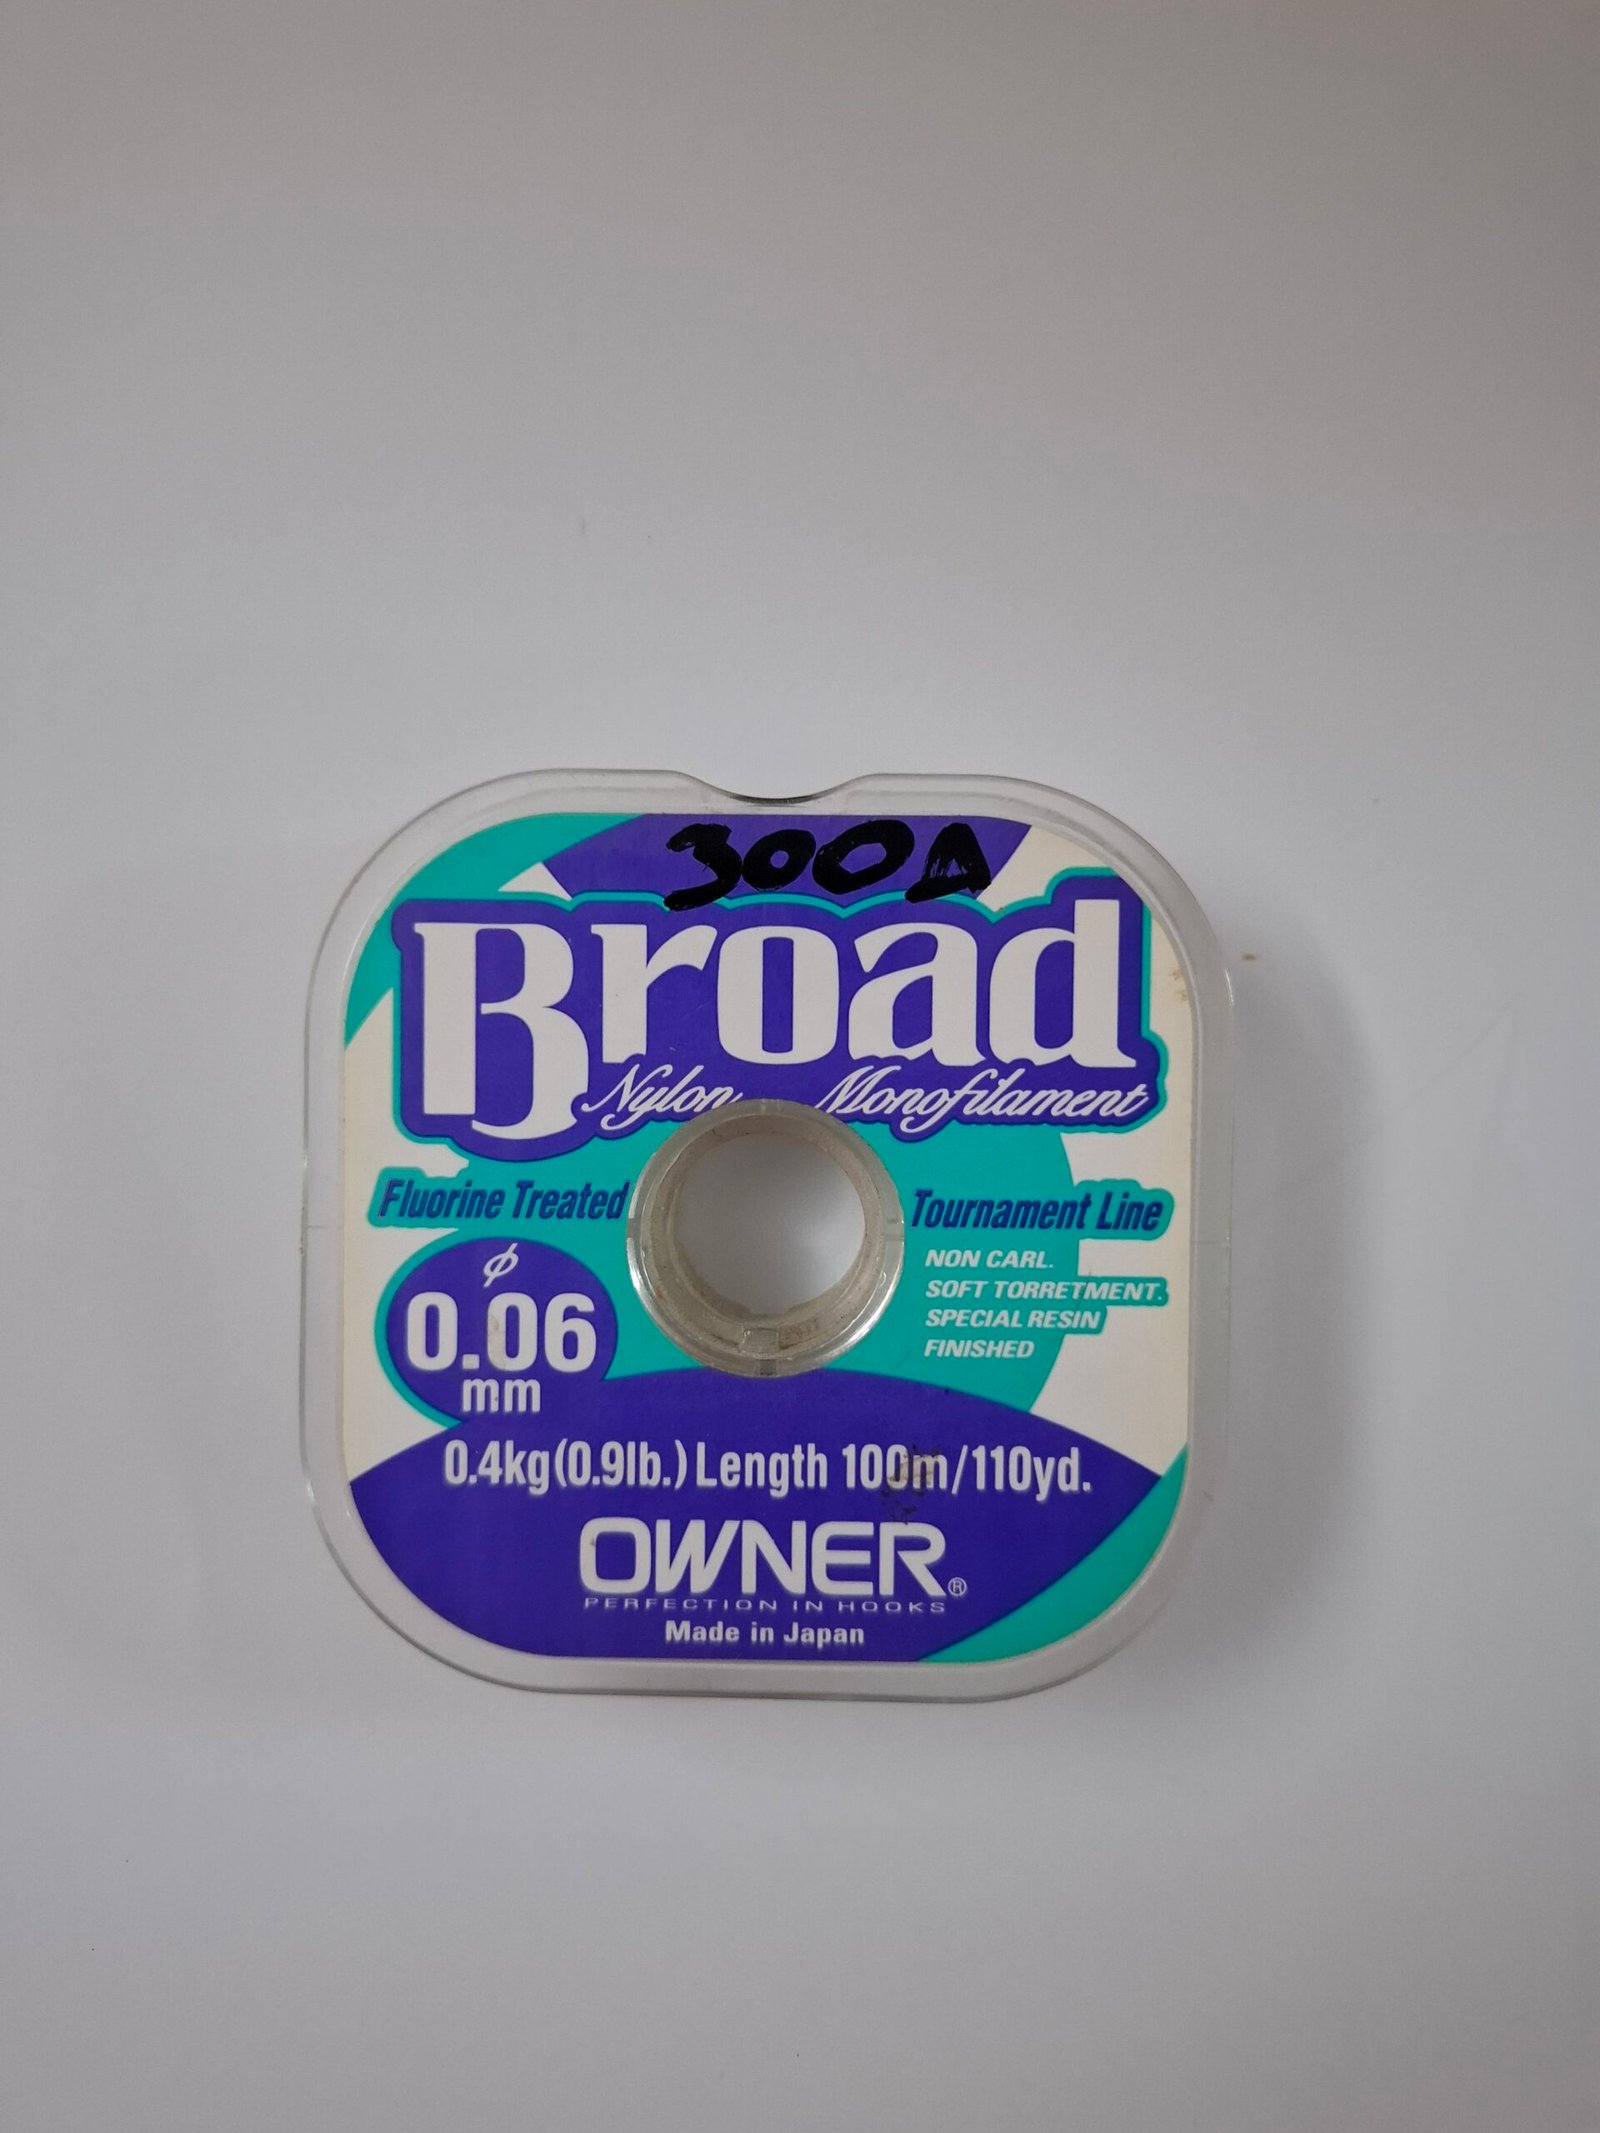 300Δ
Broad
Nylon Monofilament
Fluorine Treated
Tournament Line
NON CARL.
SOFT TORRETMENT.
SPECIAL RESIN
FINISHED
φ
0.06
mm
0.4kg(0.9lb.) Length 100m/110yd.
OWNER®
PERFECTION IN HOOKS
Made in Japan